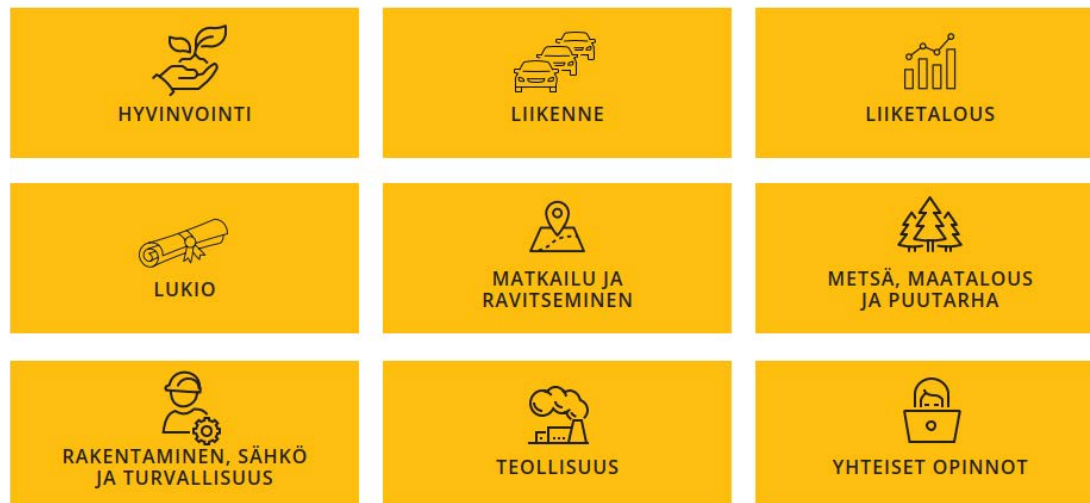 HYVINVOINTI
LIIKENNE
LIIKETALOUS
LUKIO
MATKAILU JA
RAVITSEMINEN
METSÄ, MAATALOUS
JA PUUTARHA
RAKENTAMINEN, SÄHKÖ
JA TURVALLISUUS
TEOLLISUUS
YHTEISET OPINNOT